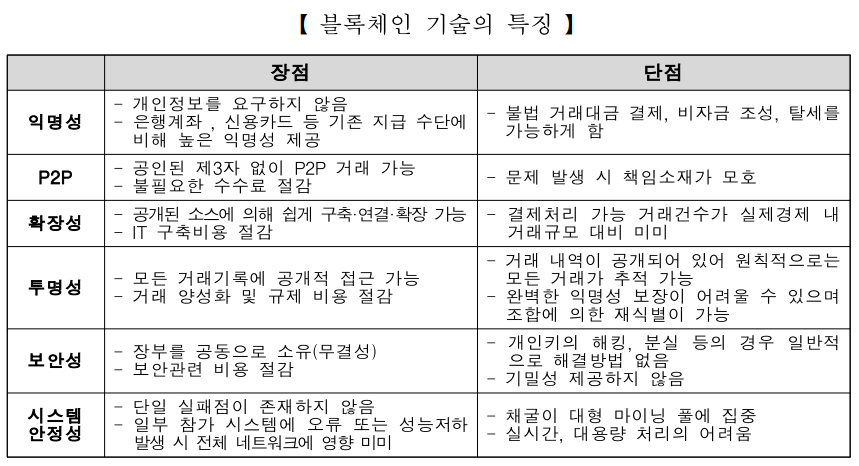 【 블록체인 기술의 특징 】
장점
단점
익명성
- 개인정보를 요구하지 않음
- 은행계좌 , 신용카드 등 기존 지급 수단에
비해 높은 익명성 제공
- 불법 거래대금 결제, 비자금 조성, 탈세를
가능하게 함
P2P
- 공인된 제3자 없이 P2P 거래 가능
- 불필요한 수수료 절감
- 문제 발생 시 책임소재가 모호
확장성
- 공개된 소스에 의해 쉽게 구축·연결·확장 가능
- IT 구축비용 절감
- 결제처리 가능 거래건수가 실제경제 내
거래규모 대비 미미
투명성
- 모든 거래기록에 공개적 접근 가능
- 거래 양성화 및 규제 비용 절감
- 거래 내역이 공개되어 있어 원칙적으로는
모든 거래가 추적 가능
- 완벽한 익명성 보장이 어려울 수 있으며
조합에 의한 재식별이 가능
보안성
- 장부를 공동으로 소유(무결성)
- 보안관련 비용 절감
- 개인키의 해킹, 분실 등의 경우 일반적
으로 해결방법 없음
- 기밀성 제공하지 않음
시스템
안정성
- 단일 실패점이 존재하지 않음
- 일부 참가 시스템에 오류 또는 성능저하
발생 시 전체 네트워크에 영향 미미
- 채굴이 대형 마이닝 풀에 집중
- 실시간, 대용량 처리의 어려움